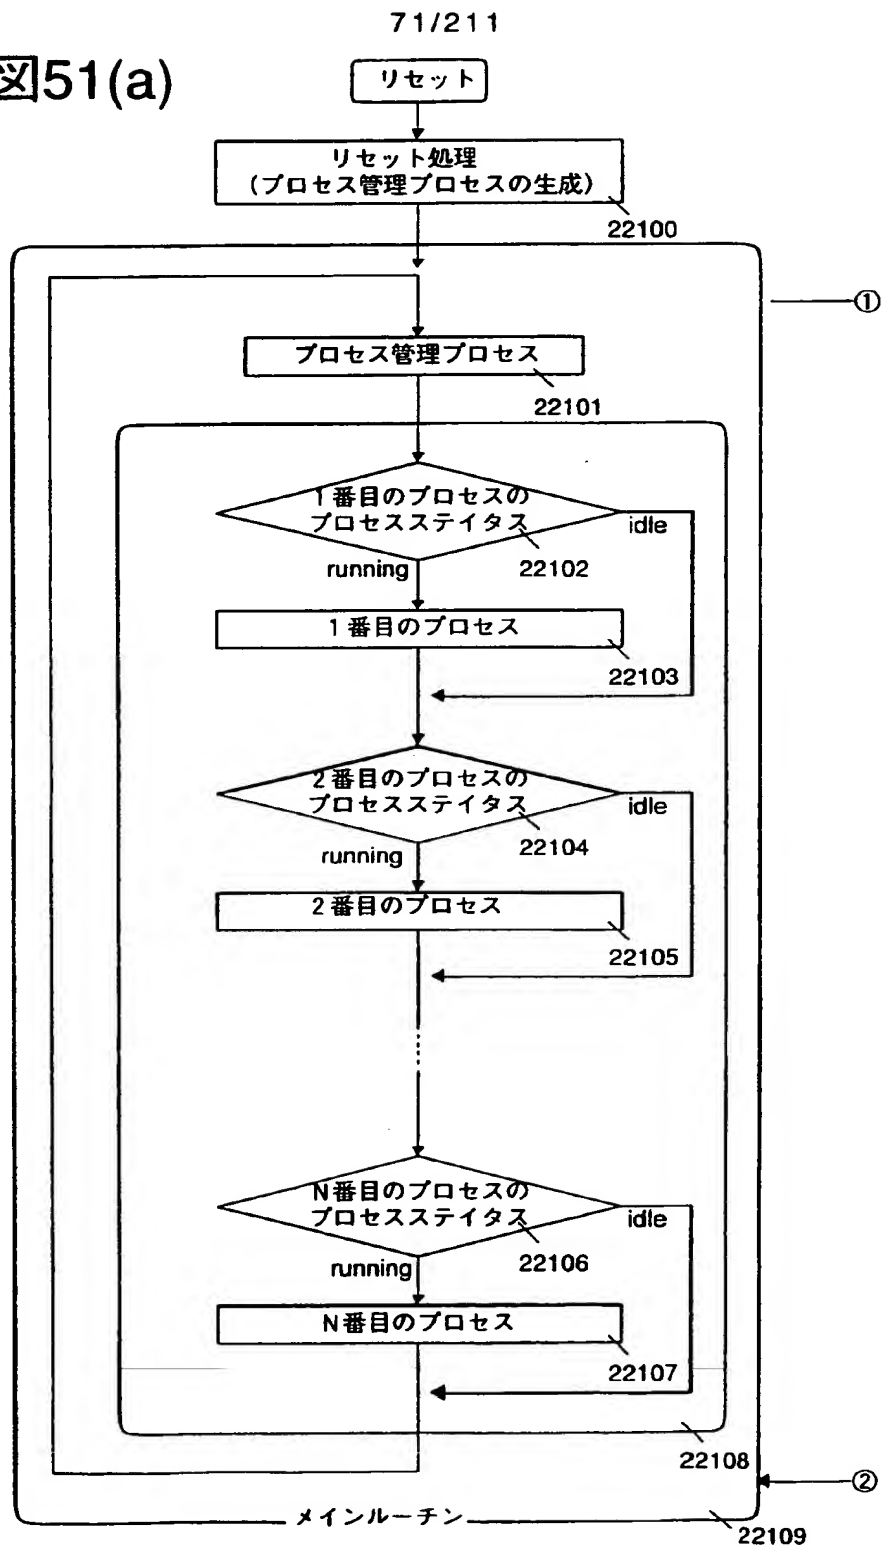 71/211
図51(a)
リセット
リセット処理
(プロセス管理プロセスの生成)
22100
①
プロセス管理プロセス
22101
1番目のプロセスの
プロセスステイタス
idle
22102
running
1番目のプロセス
22103
2番目のプロセスの
プロセスステイタス
idle
22104
running
2番目のプロセス
22105
N番目のプロセスの
プロセスステイタス
idle
22106
running
N番目のプロセス
22107
22108
②
メインルーチン
22109